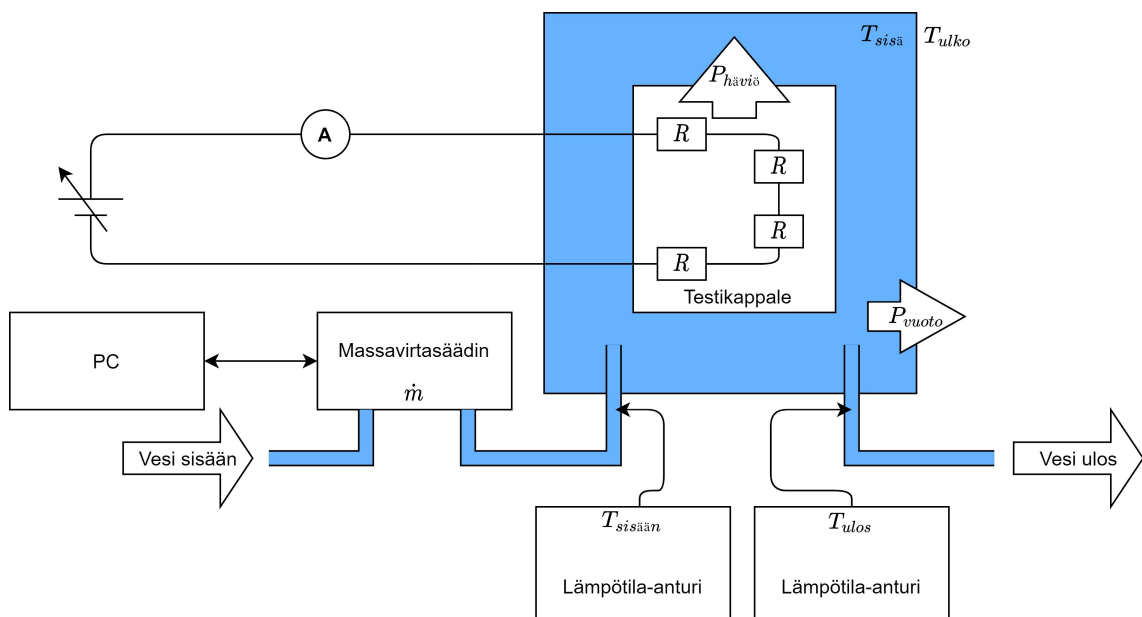 T_sisä T_ulko
P_häviö
A
R
R
R
R
Testikappale
P_vuoto
PC
Massavirtasäädin
ṁ
Vesi sisään
Vesi ulos
T_sisään
Lämpötila-anturi
T_ulos
Lämpötila-anturi